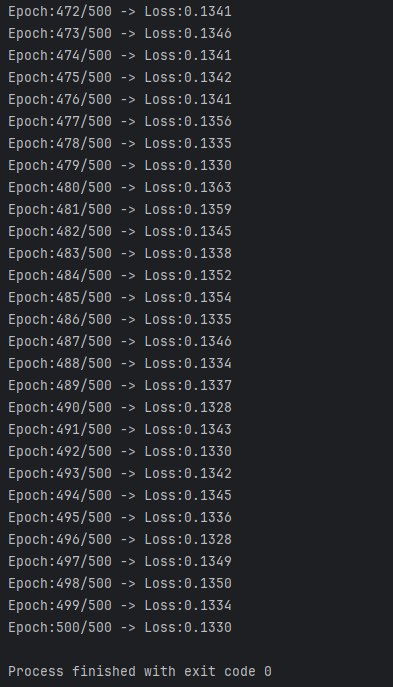 Epoch:472/500 -> Loss:0.1341
Epoch:473/500 -> Loss:0.1346
Epoch:474/500 -> Loss:0.1341
Epoch:475/500 -> Loss:0.1342
Epoch:476/500 -> Loss:0.1341
Epoch:477/500 -> Loss:0.1356
Epoch:478/500 -> Loss:0.1335
Epoch:479/500 -> Loss:0.1330
Epoch:480/500 -> Loss:0.1363
Epoch:481/500 -> Loss:0.1359
Epoch:482/500 -> Loss:0.1345
Epoch:483/500 -> Loss:0.1338
Epoch:484/500 -> Loss:0.1352
Epoch:485/500 -> Loss:0.1354
Epoch:486/500 -> Loss:0.1335
Epoch:487/500 -> Loss:0.1346
Epoch:488/500 -> Loss:0.1334
Epoch:489/500 -> Loss:0.1337
Epoch:490/500 -> Loss:0.1328
Epoch:491/500 -> Loss:0.1343
Epoch:492/500 -> Loss:0.1330
Epoch:493/500 -> Loss:0.1342
Epoch:494/500 -> Loss:0.1345
Epoch:495/500 -> Loss:0.1336
Epoch:496/500 -> Loss:0.1328
Epoch:497/500 -> Loss:0.1349
Epoch:498/500 -> Loss:0.1350
Epoch:499/500 -> Loss:0.1334
Epoch:500/500 -> Loss:0.1330
Process finished with exit code 0